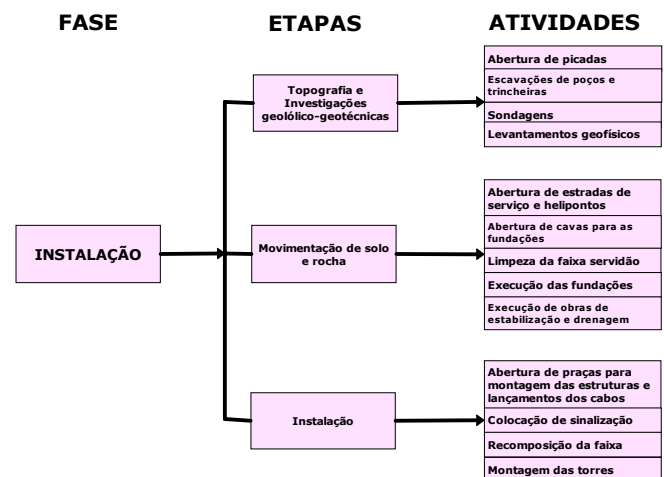 FASE
ETAPAS
ATIVIDADES
INSTALAÇÃO
Topografia e
Investigações
geolólico-geotécnicas
Abertura de picadas
Escavações de poços e
trincheiras
Sondagens
Levantamentos geofísicos
Movimentação de solo
e rocha
Abertura de estradas de
serviço e helipontos
Abertura de cavas para as
fundações
Limpeza da faixa servidão
Execução das fundações
Execução de obras de
estabilização e drenagem
Instalação
Abertura de praças para
montagem das estruturas e
lançamentos dos cabos
Colocação de sinalização
Recomposição da faixa
Montagem das torres